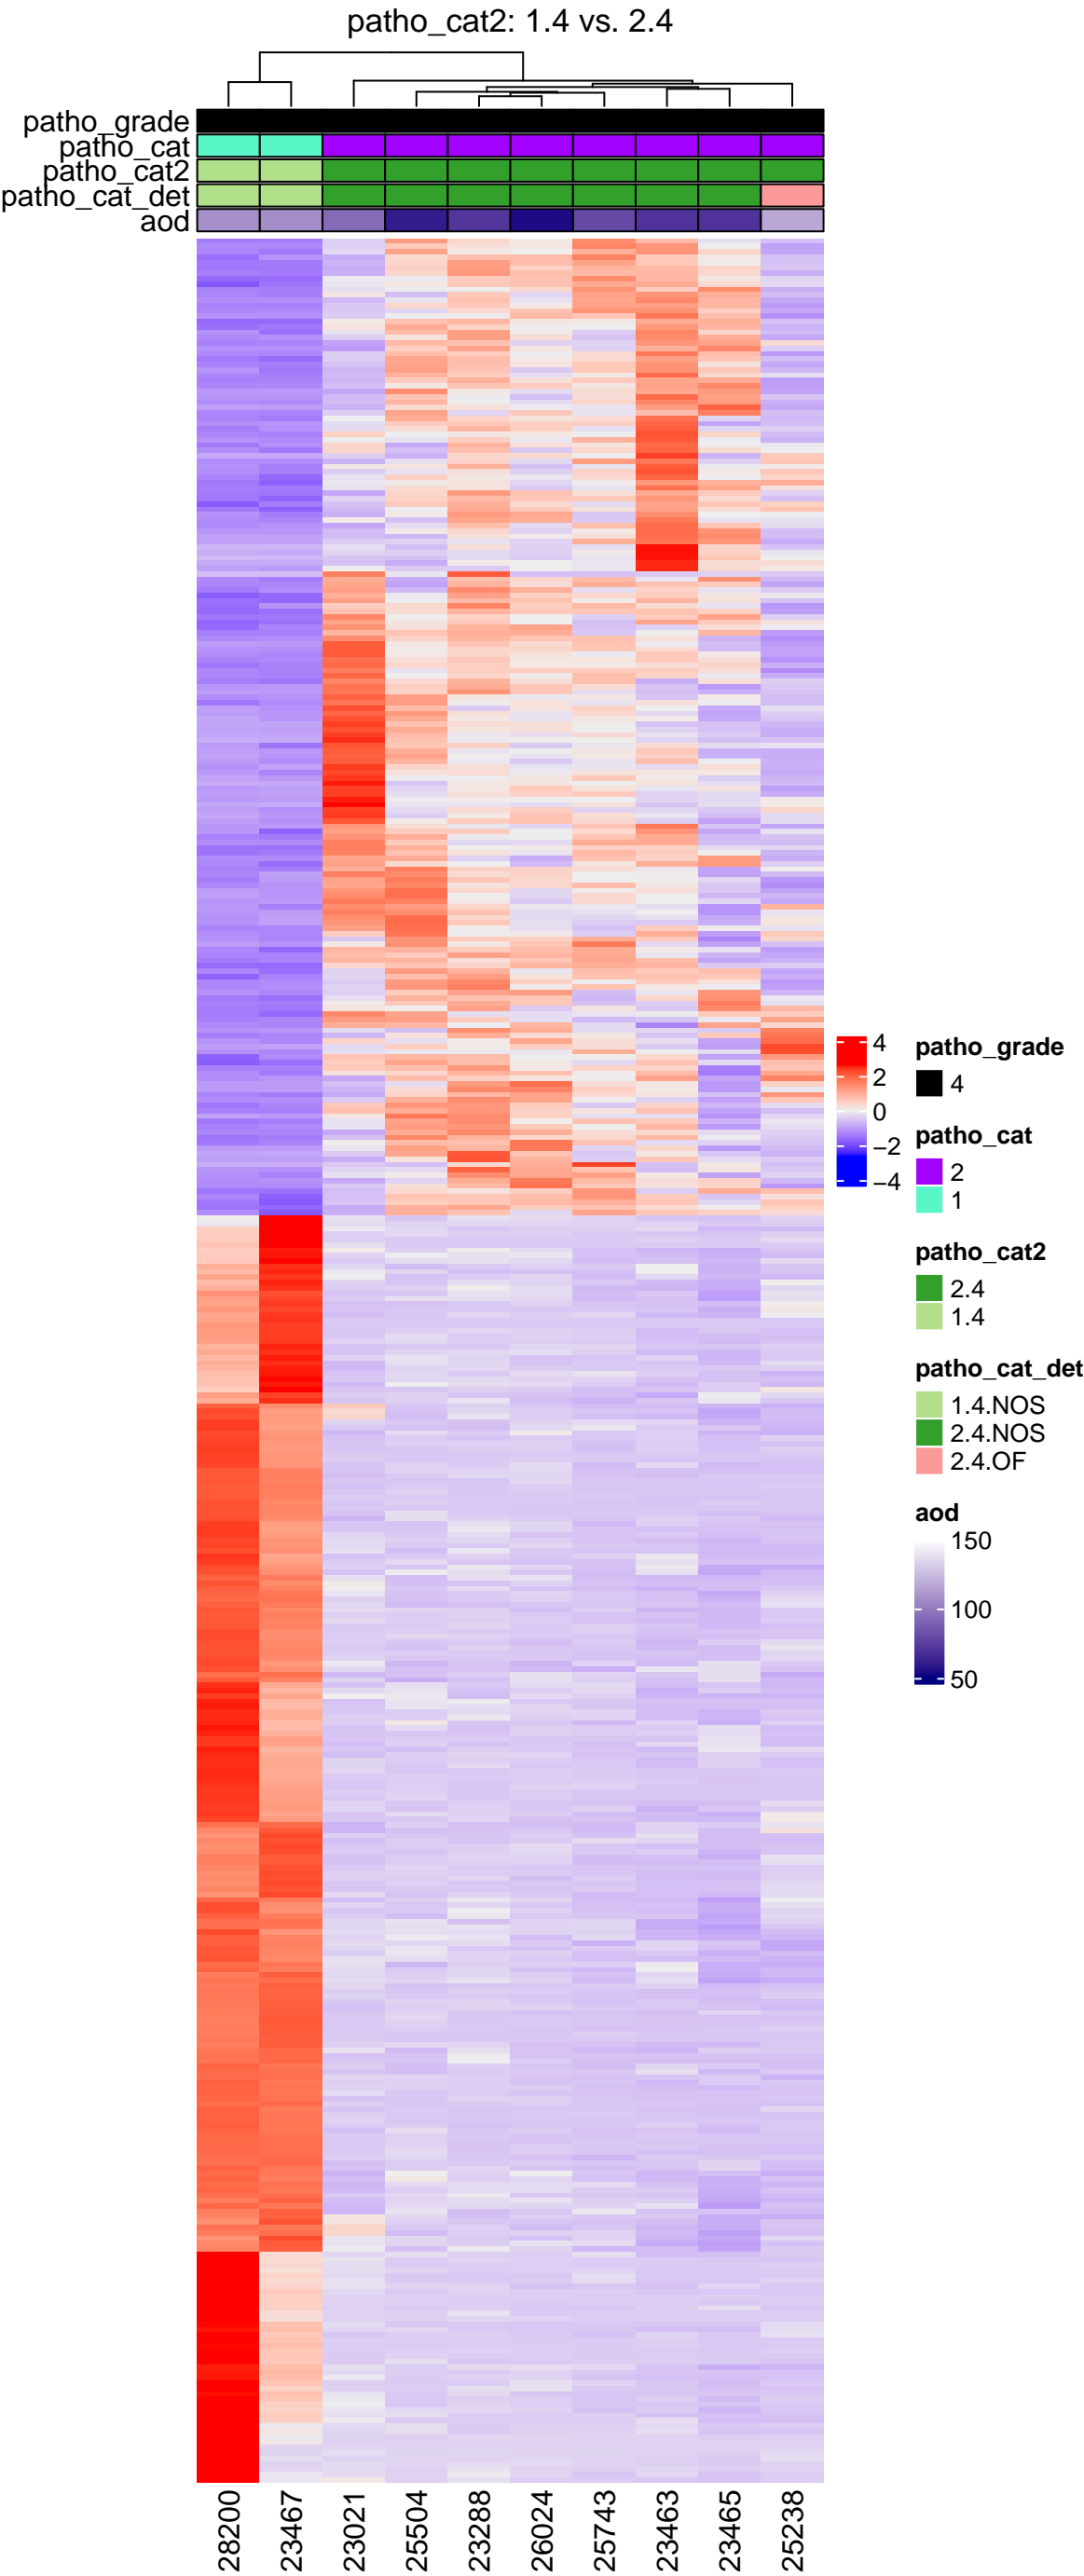 patho_cat2: 1.4 vs. 2.4
patho_grade
patho_cat
patho_cat2
patho_cat_det
aod
4
2
0
−2
−4
patho_grade
4
patho_cat
2
1
patho_cat2
2.4
1.4
patho_cat_det
1.4.NOS
2.4.NOS
2.4.OF
aod
150
100
50
28200
23467
23021
25504
23288
26024
25743
23463
23465
25238